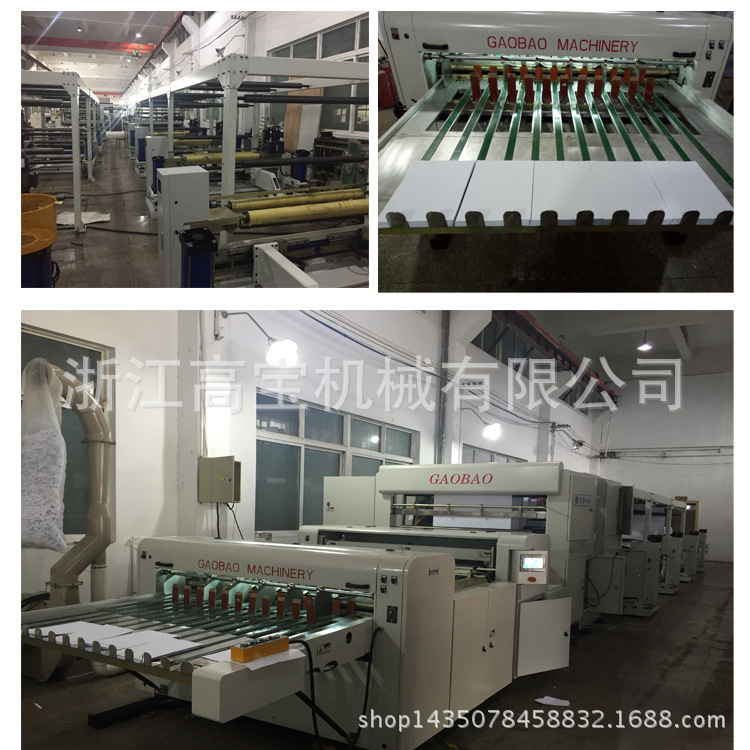 GAOBAO MACHINERY
浙江高宝机械有限公司
GAOBAO
GAOBAO MACHINERY
shop1435078458832.1688.com